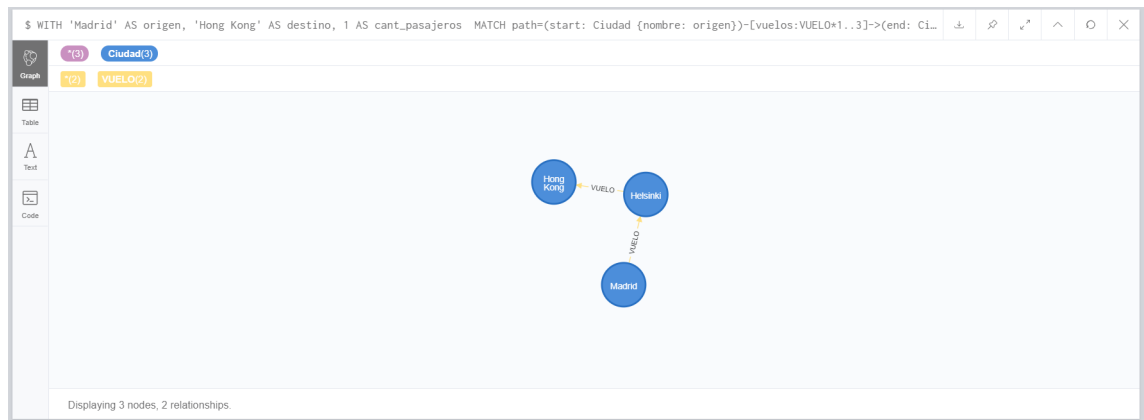 $ WITH 'Madrid' AS origen, 'Hong Kong' AS destino, 1 AS cant_pasajeros  MATCH path=(start: Ciudad {nombre: origen})-[vuelos:VUELO*1..3]->(end: Ci…
*(3) Ciudad(3)
Graph
*(2) VUELO(2)
Table
A
Text
Code
Hong
Kong
VUELO
Helsinki
VUELO
Madrid
Displaying 3 nodes, 2 relationships.